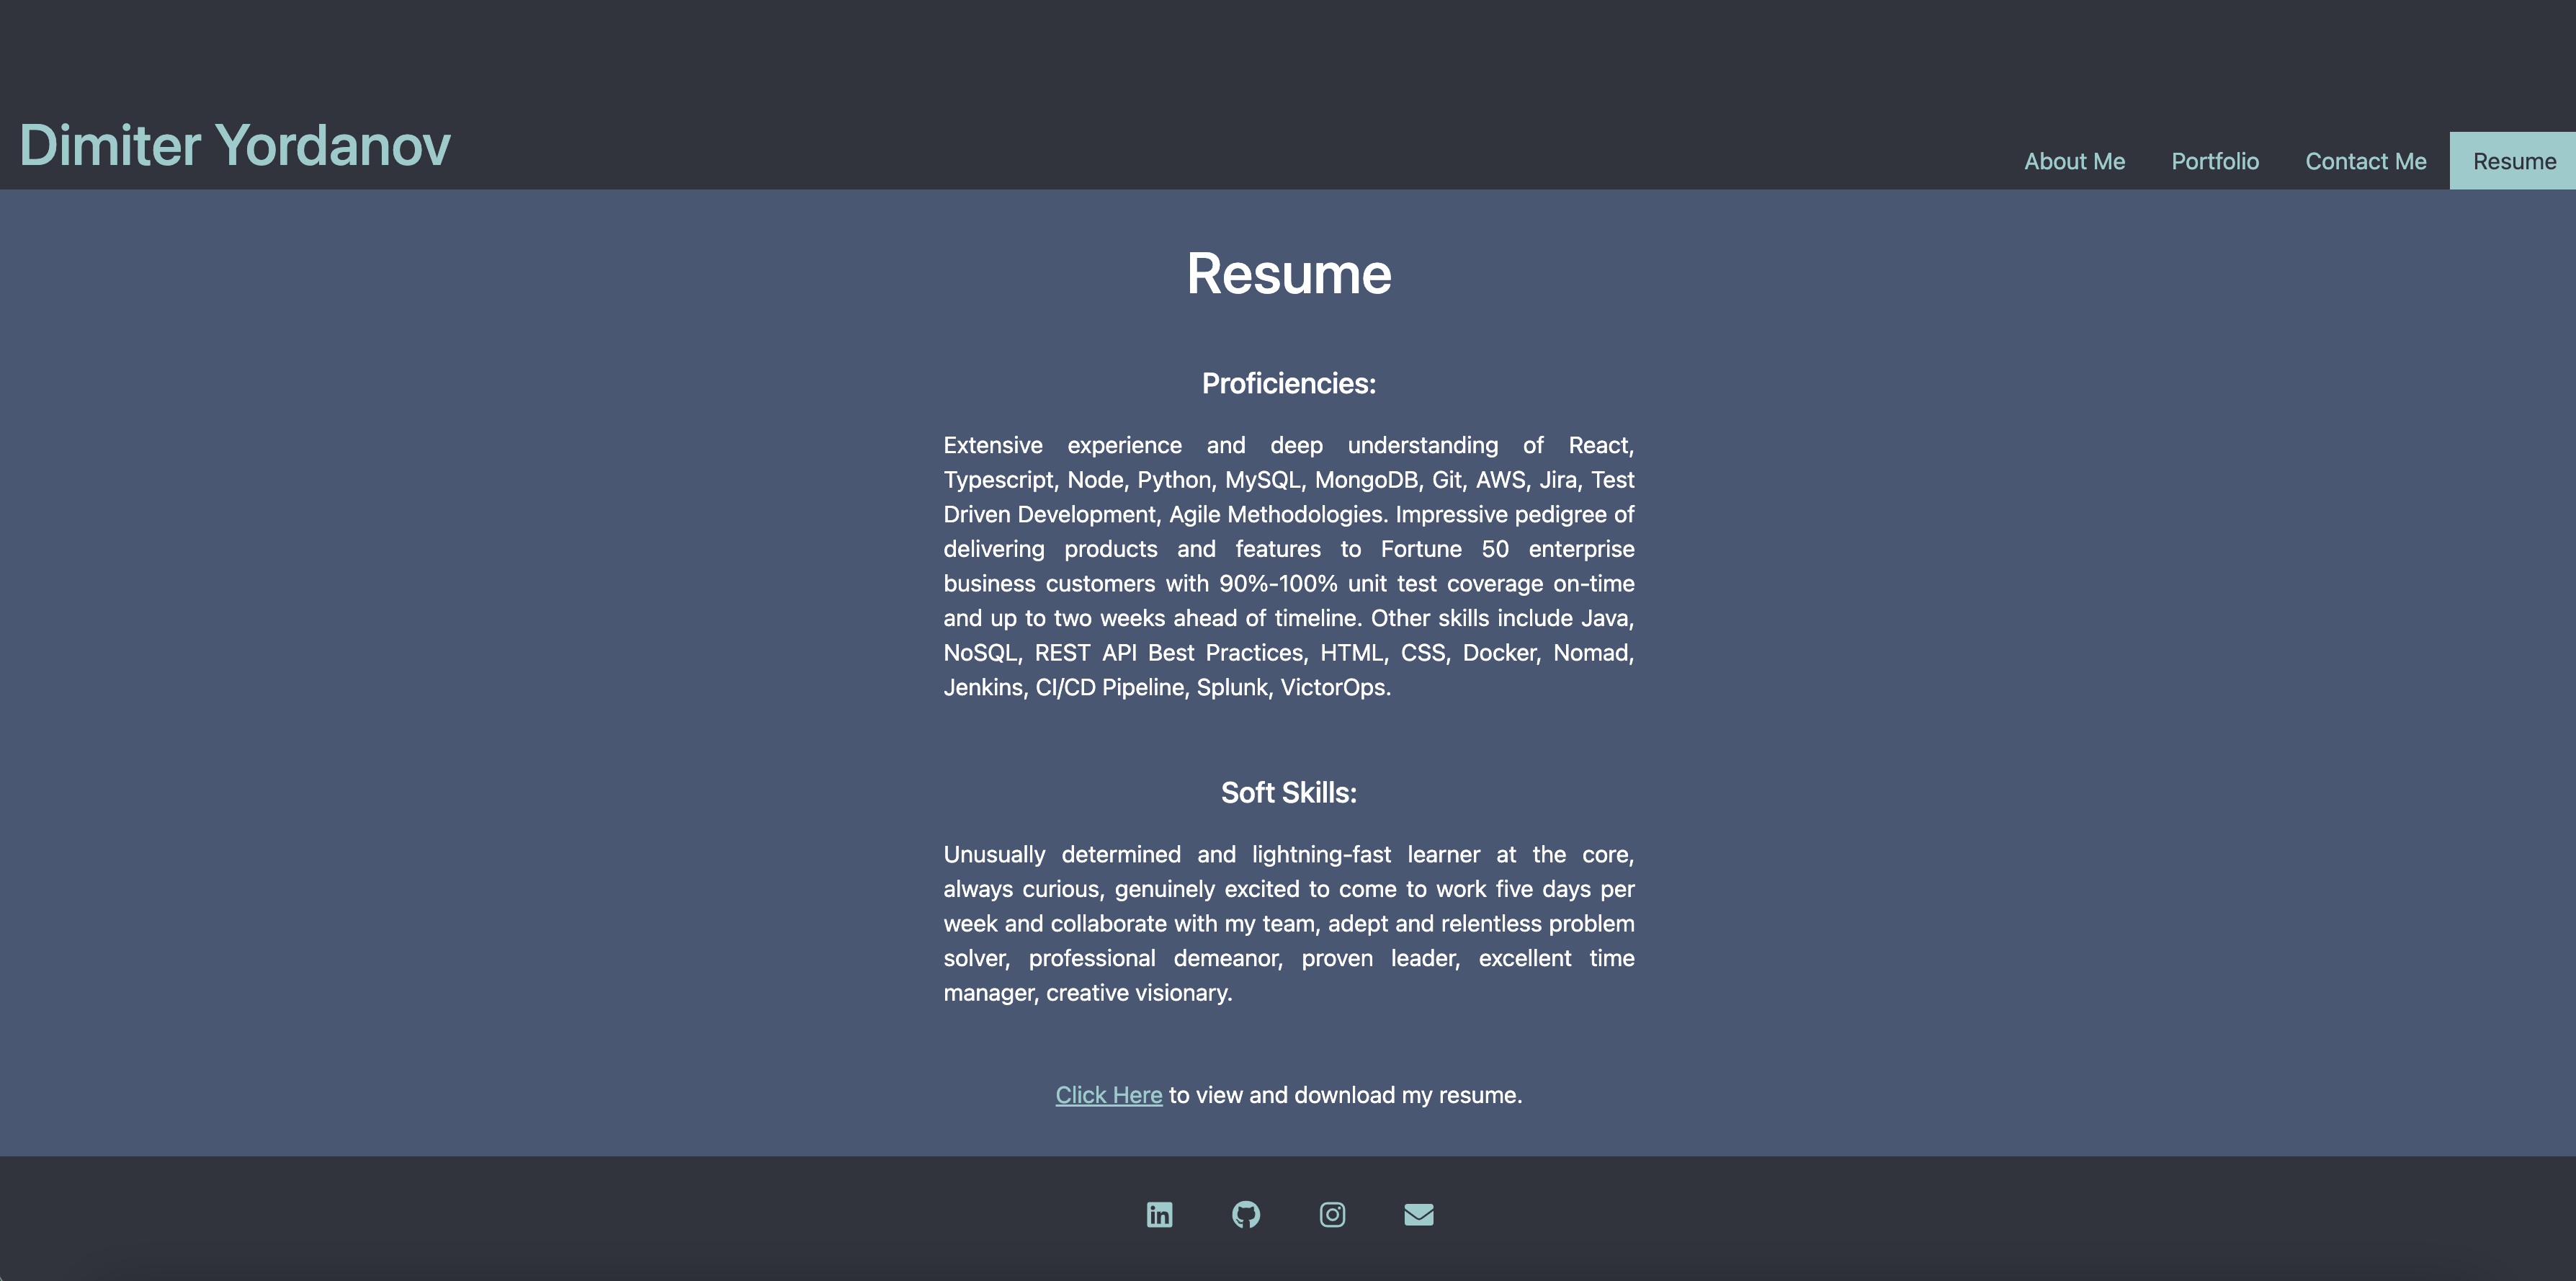 Dimiter Yordanov
About Me Portfolio Contact Me Resume
Resume
Proficiencies:
Extensive experience and deep understanding of React,
Typescript, Node, Python, MySQL, MongoDB, Git, AWS, Jira, Test
Driven Development, Agile Methodologies. Impressive pedigree of
delivering products and features to Fortune 50 enterprise
business customers with 90%-100% unit test coverage on-time
and up to two weeks ahead of timeline. Other skills include Java,
NoSQL, REST API Best Practices, HTML, CSS, Docker, Nomad,
Jenkins, CI/CD Pipeline, Splunk, VictorOps.
Soft Skills:
Unusually determined and lightning-fast learner at the core,
always curious, genuinely excited to come to work five days per
week and collaborate with my team, adept and relentless problem
solver, professional demeanor, proven leader, excellent time
manager, creative visionary.
Click Here to view and download my resume.
in